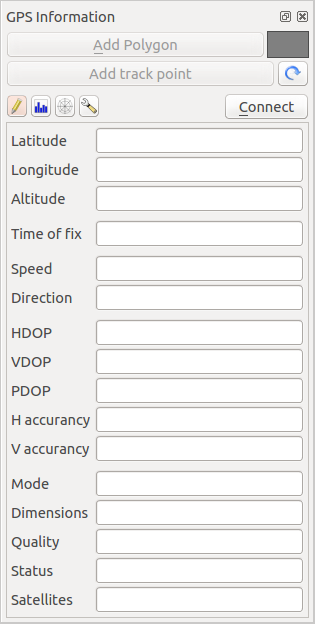 GPS Information
Add Polygon
Add track point
Connect
Latitude
Longitude
Altitude
Time of fix
Speed
Direction
HDOP
VDOP
PDOP
H accurancy
V accurancy
Mode
Dimensions
Quality
Status
Satellites